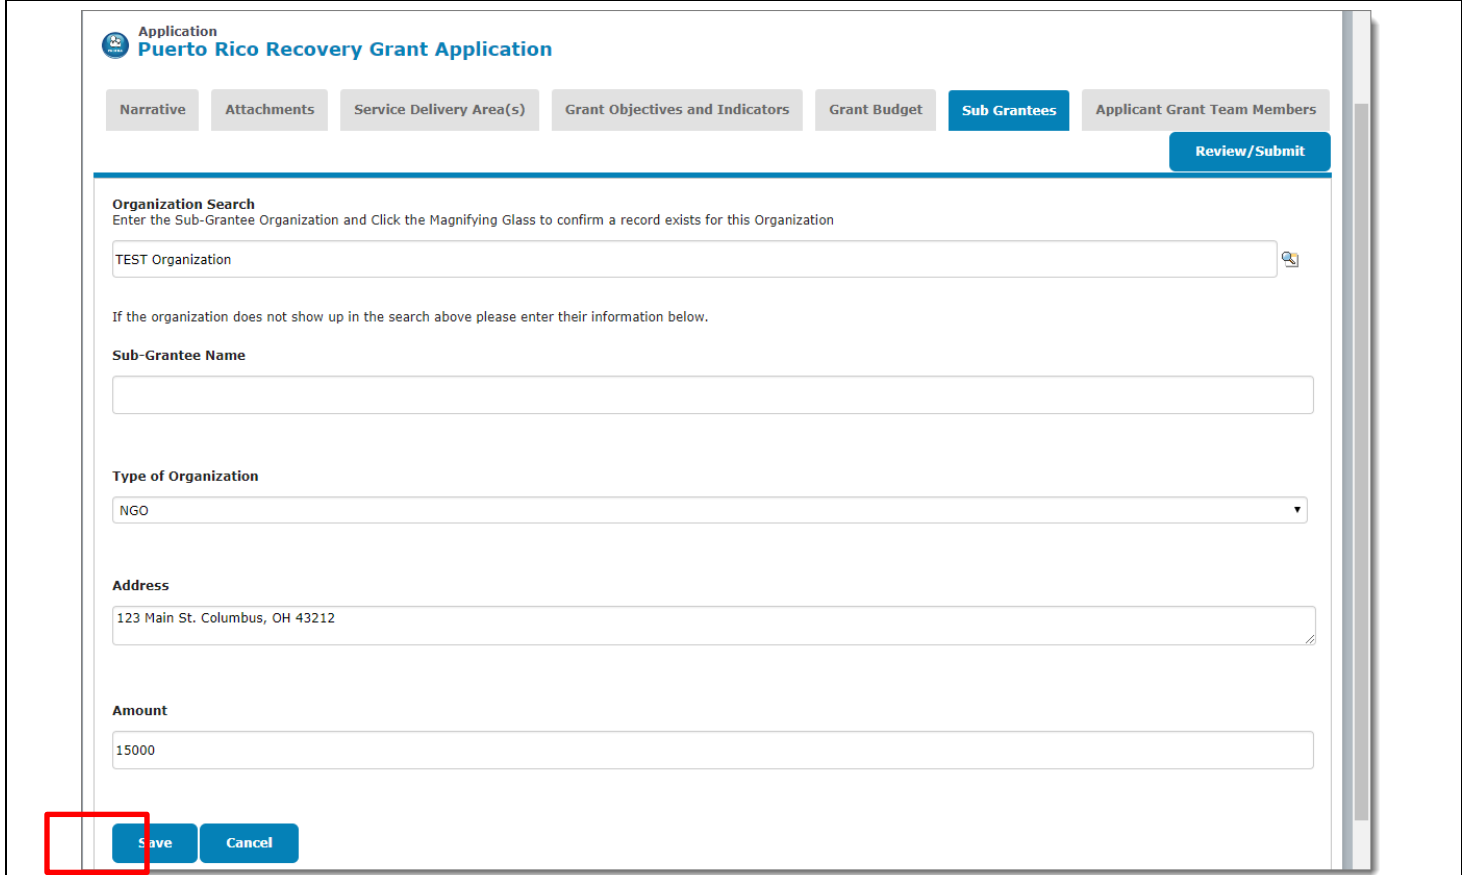 Application
Puerto Rico Recovery Grant Application
Narrative
Attachments
Service Delivery Area(s)
Grant Objectives and Indicators
Grant Budget
Sub Grantees
Applicant Grant Team Members
Review/Submit
Organization Search
Enter the Sub-Grantee Organization and Click the Magnifying Glass to confirm a record exists for this Organization
TEST Organization
If the organization does not show up in the search above please enter their information below.
Sub-Grantee Name
Type of Organization
NGO
Address
123 Main St. Columbus, OH 43212
Amount
15000
Save
Cancel